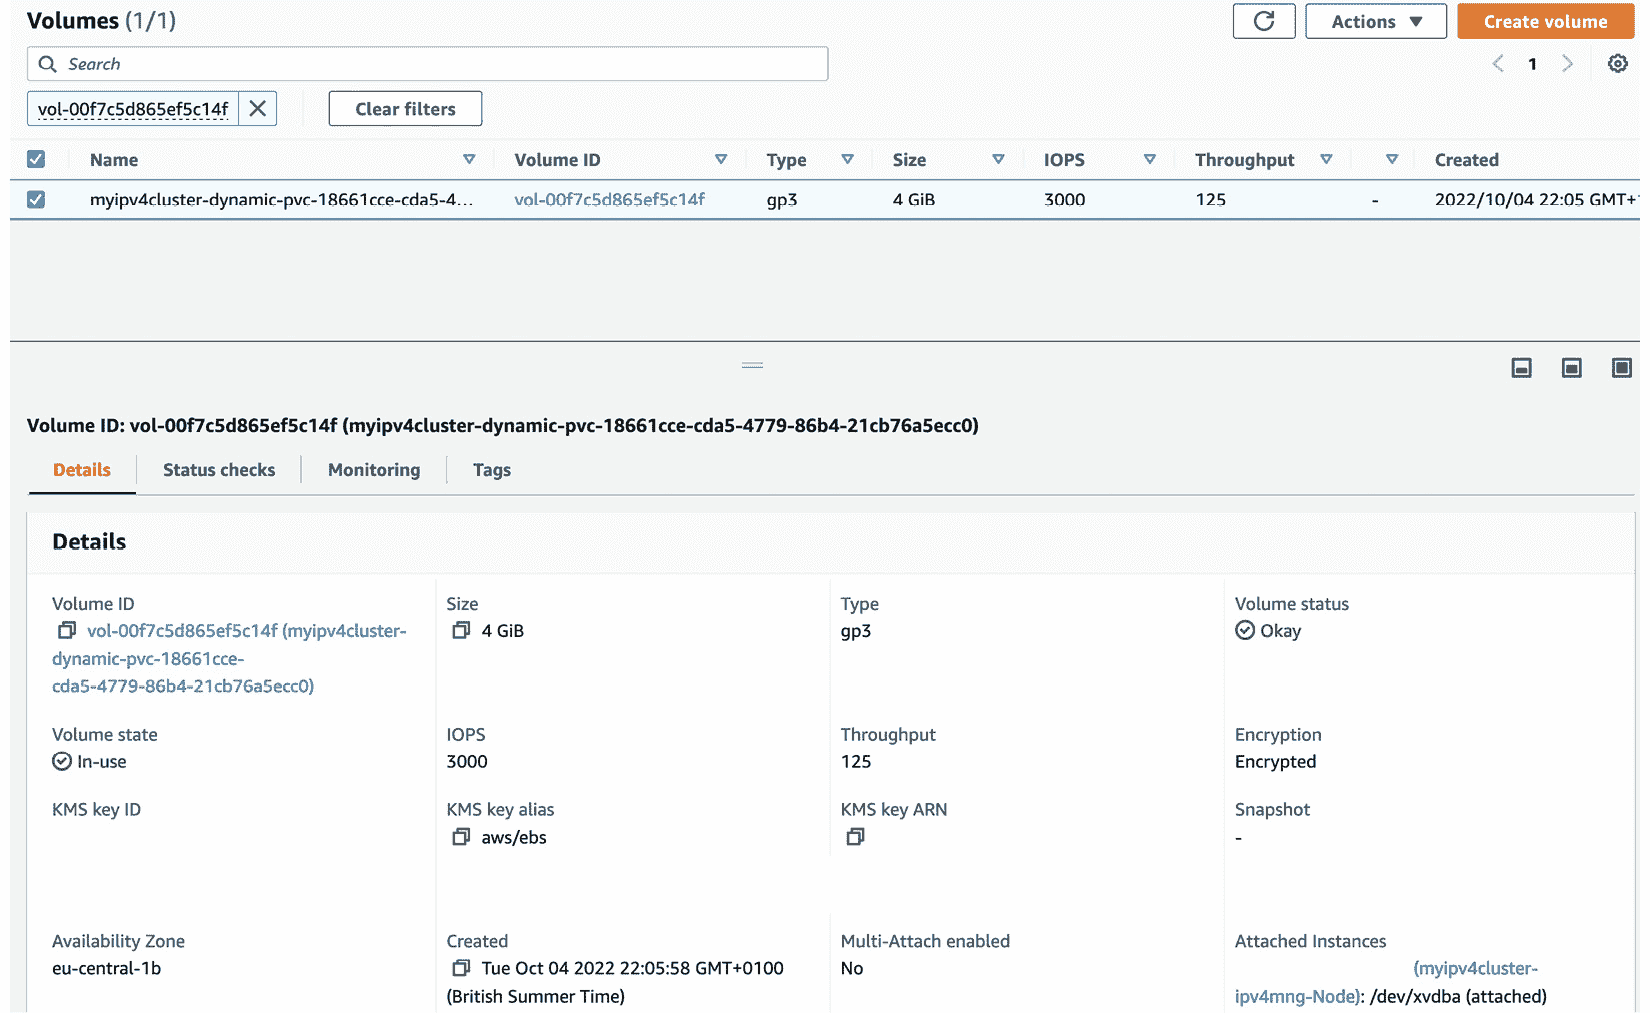 Volumes (1/1)
Actions
Create volume
Search
1
vol-00f7c5d865ef5c14f
Clear filters
Name Volume ID Type Size IOPS Throughput Created
myipv4cluster-dynamic-pvc-18661cce-cda5-4... vol-00f7c5d865ef5c14f gp3 4 GiB 3000 125 - 2022/10/04 22:05 GMT+
Volume ID: vol-00f7c5d865ef5c14f (myipv4cluster-dynamic-pvc-18661cce-cda5-4779-86b4-21cb76a5ecc0)
Details Status checks Monitoring Tags
Details
Volume ID
vol-00f7c5d865ef5c14f (myipv4cluster-
dynamic-pvc-18661cce-
cda5-4779-86b4-21cb76a5ecc0)
Size
4 GiB
Type
gp3
Volume status
Okay
Volume state
In-use
IOPS
3000
Throughput
125
Encryption
Encrypted
KMS key ID
KMS key alias
aws/ebs
KMS key ARN
Snapshot
-
Availability Zone
eu-central-1b
Created
Tue Oct 04 2022 22:05:58 GMT+0100
(British Summer Time)
Multi-Attach enabled
No
Attached Instances
(myipv4cluster-
ipv4mng-Node): /dev/xvdba (attached)